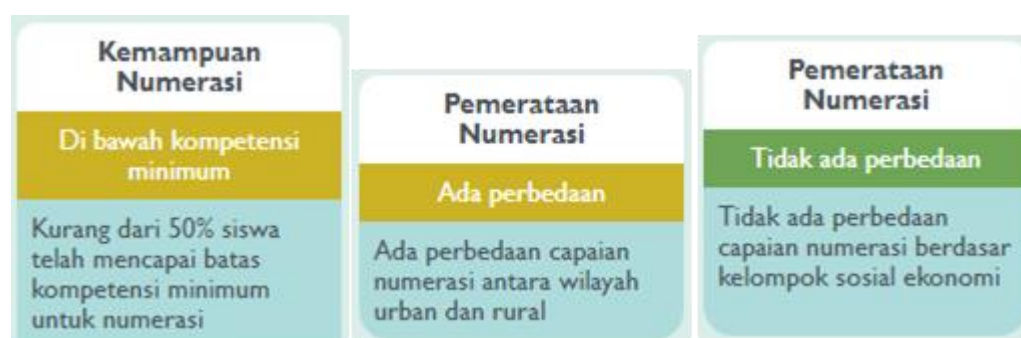 Kemampuan
Numerasi
Di bawah kompetensi
minimum
Kurang dari 50% siswa
telah mencapai batas
kompetensi minimum
untuk numerasi
Pemerataan
Numerasi
Ada perbedaan
Ada perbedaan capaian
numerasi antara wilayah
urban dan rural
Pemerataan
Numerasi
Tidak ada perbedaan
Tidak ada perbedaan
capaian numerasi berdasar
kelompok sosial ekonomi